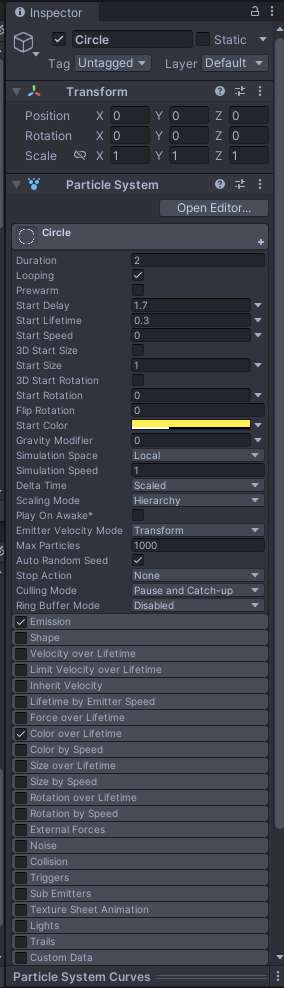 Inspector
Circle
Static
Tag Untagged Layer Default
Transform
Position X 0 Y 0 Z 0
Rotation X 0 Y 0 Z 0
Scale X 1 Y 1 Z 1
Particle System
Open Editor...
Circle
Duration 2
Looping
Prewarm
Start Delay 1.7
Start Lifetime 0.3
Start Speed 0
3D Start Size
Start Size 1
3D Start Rotation
Start Rotation 0
Flip Rotation 0
Start Color
Gravity Modifier 0
Simulation Space Local
Simulation Speed 1
Delta Time Scaled
Scaling Mode Hierarchy
Play On Awake*
Emitter Velocity Mode Transform
Max Particles 1000
Auto Random Seed
Stop Action None
Culling Mode Pause and Catch-up
Ring Buffer Mode Disabled
Emission
Shape
Velocity over Lifetime
Limit Velocity over Lifetime
Inherit Velocity
Lifetime by Emitter Speed
Force over Lifetime
Color over Lifetime
Color by Speed
Size over Lifetime
Size by Speed
Rotation over Lifetime
Rotation by Speed
External Forces
Noise
Collision
Triggers
Sub Emitters
Texture Sheet Animation
Lights
Trails
Custom Data
Particle System Curves